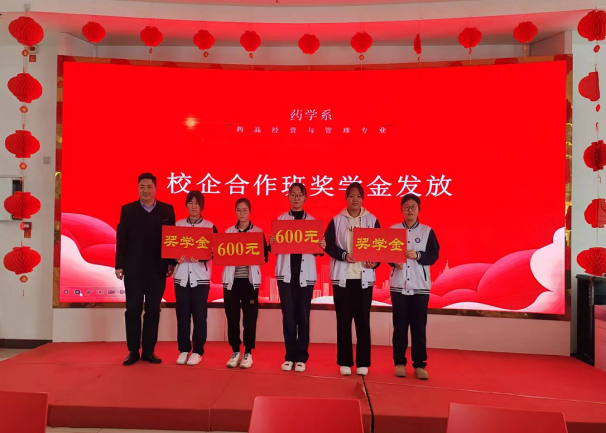 药学系
药品经营与管理专业
校企合作班奖学金发放
奖学金
600元
600元
奖学金